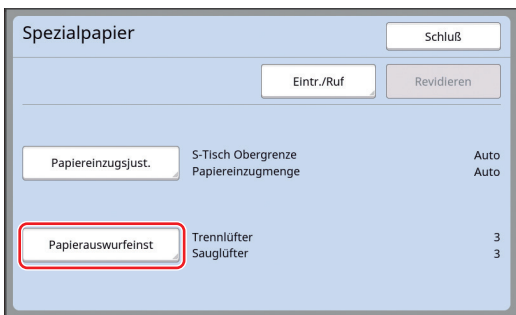 Spezialpapier
Schluß
Eintr./Ruf
Revidieren
Papiereinzugsjust.
S-Tisch Obergrenze Auto
Papiereinzugmenge Auto
Papierauswurfeinst
Trennlüfter 3
Sauglüfter 3